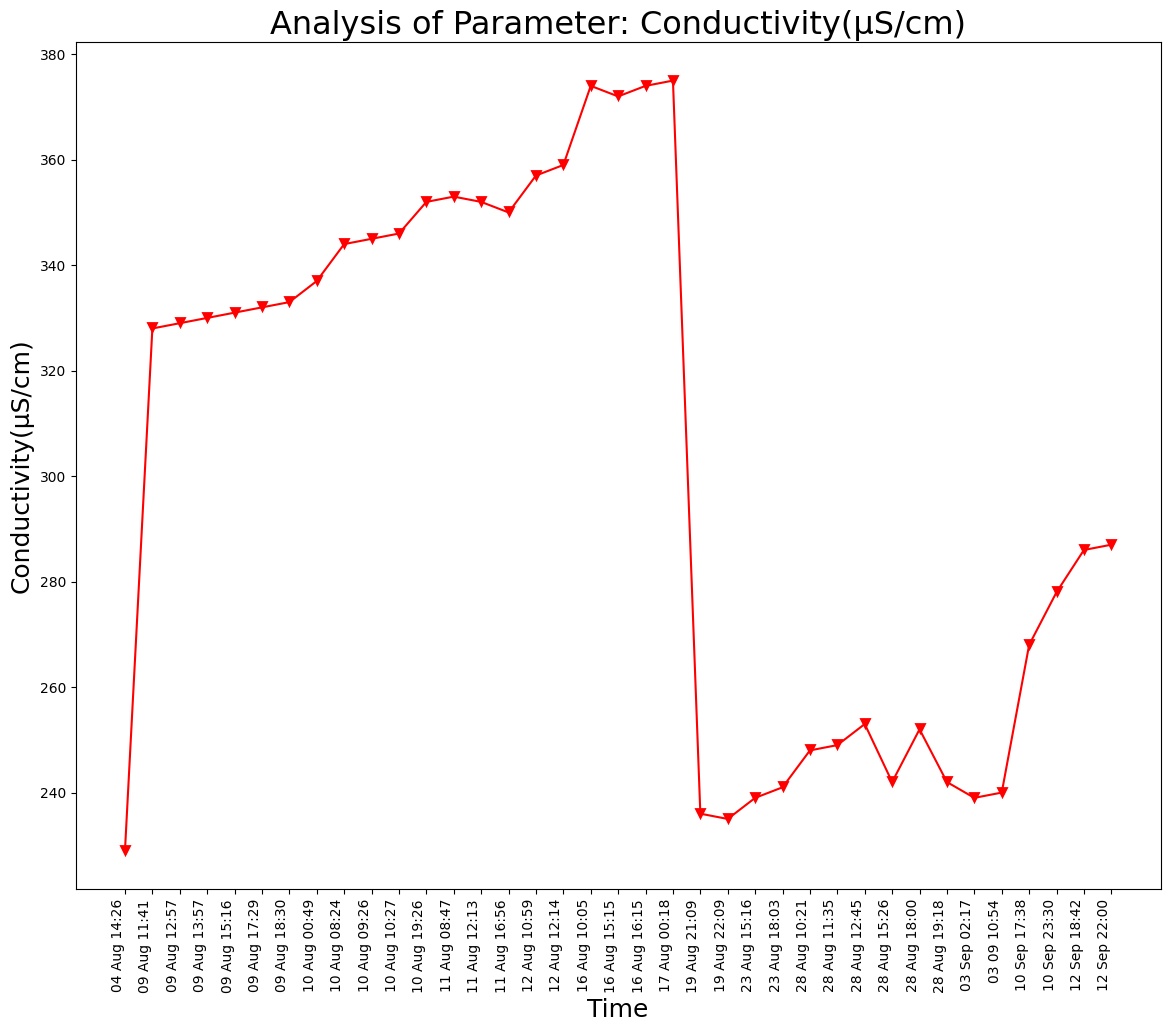 Analysis of Parameter: Conductivity(µS/cm)
Conductivity(µS/cm)
380
360
340
320
300
280
260
240
04 Aug 14:26
09 Aug 11:41
09 Aug 12:57
09 Aug 13:57
09 Aug 15:16
09 Aug 17:29
09 Aug 18:30
10 Aug 00:49
10 Aug 08:24
10 Aug 09:26
10 Aug 10:27
10 Aug 19:26
11 Aug 08:47
11 Aug 12:13
11 Aug 16:56
12 Aug 10:59
12 Aug 12:14
16 Aug 10:05
16 Aug 15:15
16 Aug 16:15
17 Aug 00:18
19 Aug 21:09
19 Aug 22:09
23 Aug 15:16
23 Aug 18:03
28 Aug 10:21
28 Aug 11:35
28 Aug 12:45
28 Aug 15:26
28 Aug 18:00
28 Aug 19:18
03 Sep 02:17
03 09 10:54
10 Sep 17:38
10 Sep 23:30
12 Sep 18:42
12 Sep 22:00
Time